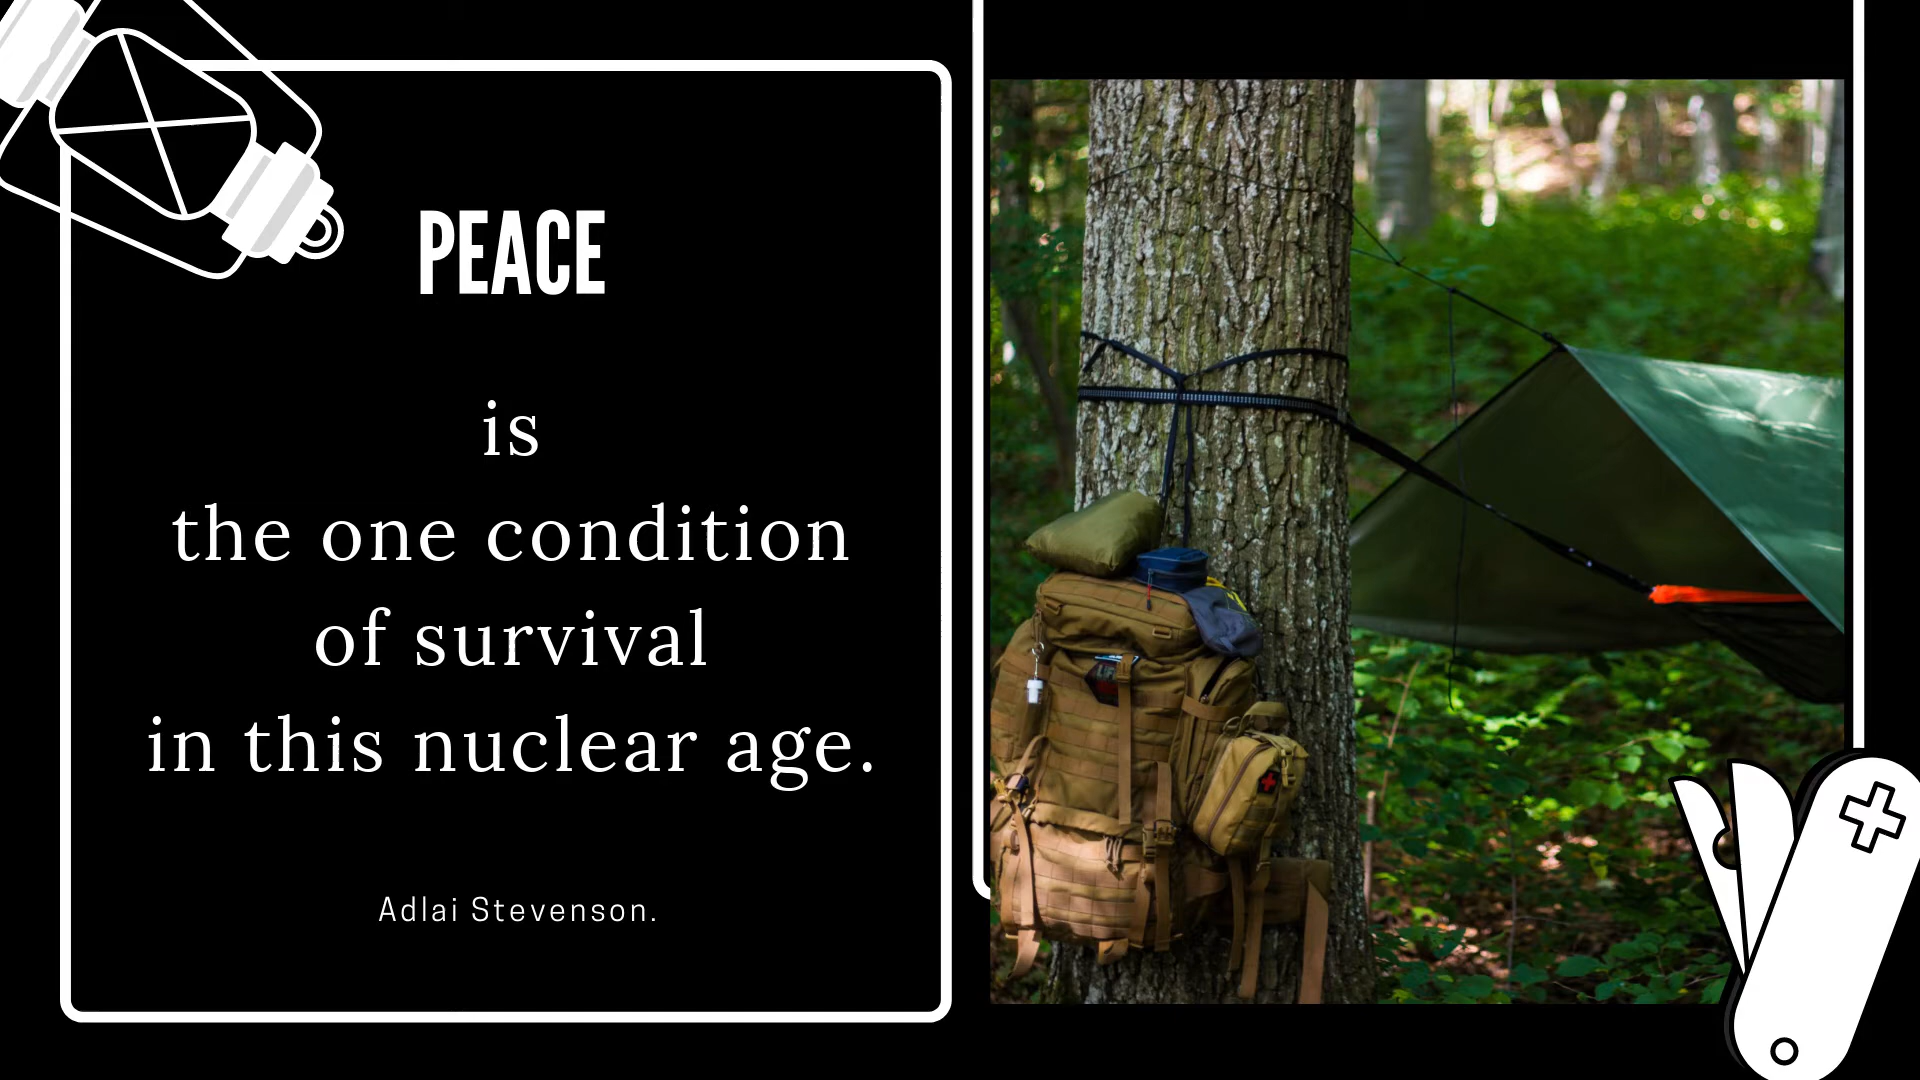 PEACE
is
the one condition
of survival
in this nuclear age.
Adlai Stevenson.